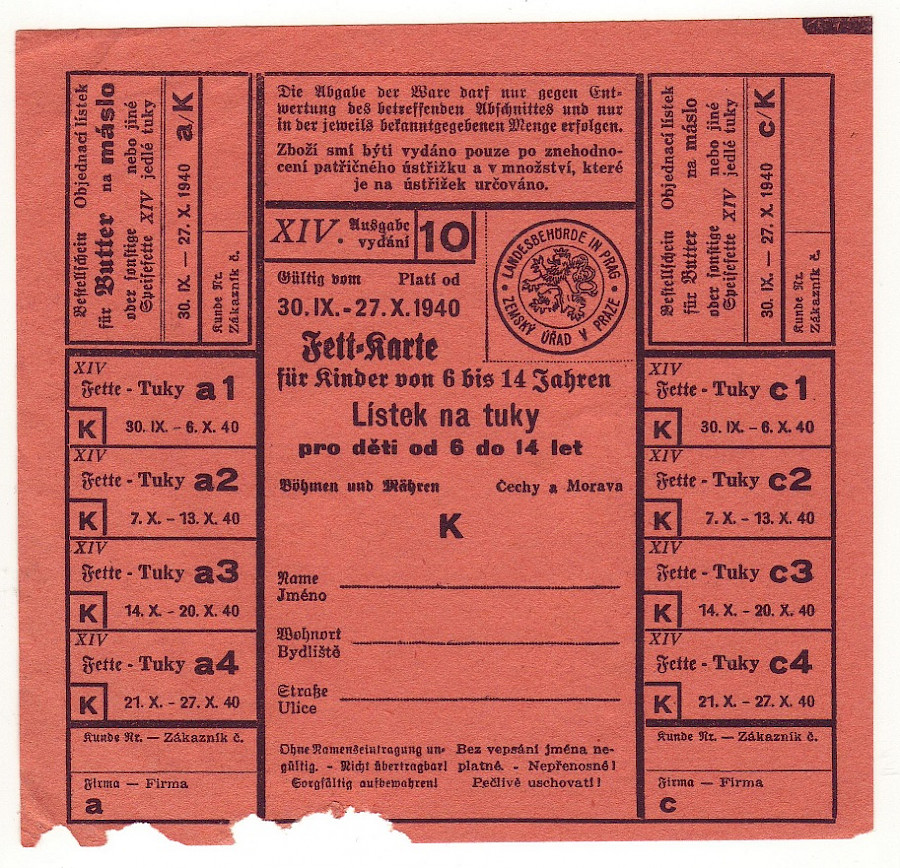 Bestellschein Objednací lístek
für Butter na máslo
oder sonstige nebo jiné
Speisefette XIV jedlé tuky
30. IX. – 27. X. 1940 a/K
Kunde Nr.
Zákazník č.
XIV
Fette - Tuky a1
K 30. IX. – 6. X. 40
XIV
Fette - Tuky a2
K 7. X. – 13. X. 40
XIV
Fette - Tuky a3
K 14. X. – 20. X. 40
XIV
Fette - Tuky a4
K 21. X. – 27. X. 40
Kunde Nr. — Zákazník č.
Firma — Firma
a
Die Abgabe der Ware darf nur gegen Ent-
wertung des betreffenden Abschnittes und nur
in der jeweils bekanntgegebenen Menge erfolgen.
Zboží smí býti vydáno pouze po znehodno-
cení patřičného ústřižku a v množství, které
je na ústřižek určováno.
XIV. Ausgabe
vydání 10
LANDESBEHÖRDE IN PRAG
ZEMSKÝ ÚŘAD V PRAZE
Gültig vom Platí od
30. IX. - 27. X. 1940
Fett-Karte
für Kinder von 6 bis 14 Jahren
Lístek na tuky
pro děti od 6 do 14 let
Böhmen und Mähren Čechy a Morava
K
Name
Jméno
Wohnort
Bydliště
Straße
Ulice
Ohne Namenseintragung un- Bez vepsání jména ne-
gültig. - Nicht übertragbar! platné. - Nepřenosné!
Sorgfältig aufbewahren! Pečlivě uschovati!
Bestellschein Objednací lístek
für Butter na máslo
oder sonstige nebo jiné
Speisefette XIV jedlé tuky
30. IX. – 27. X. 1940 c/K
Kunde Nr.
Zákazník č.
XIV
Fette - Tuky c1
K 30. IX. – 6. X. 40
XIV
Fette - Tuky c2
K 7. X. – 13. X. 40
XIV
Fette - Tuky c3
K 14. X. – 20. X. 40
XIV
Fette - Tuky c4
K 21. X. – 27. X. 40
Kunde Nr. — Zákazník č.
Firma — Firma
c